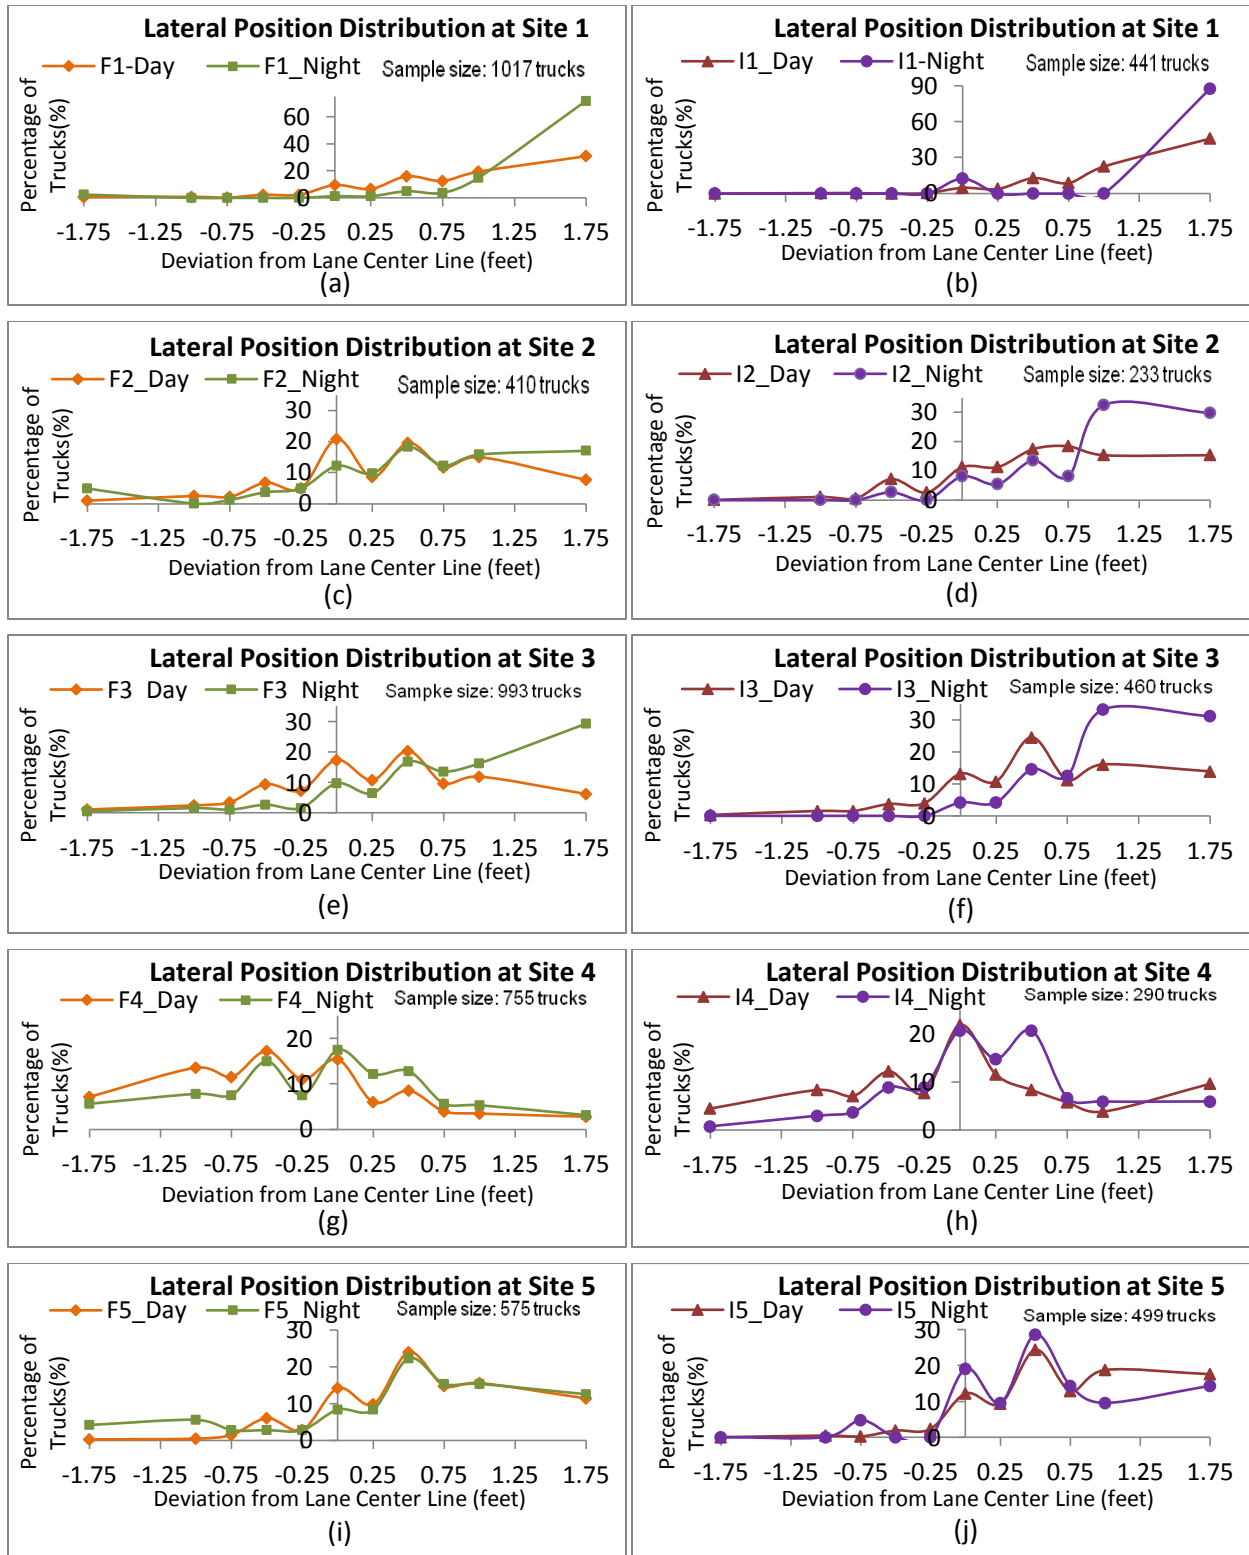 Lateral Position Distribution at Site 1
F1-Day F1_Night Sample size: 1017 trucks
Percentage of
Trucks(%)
60
40
20
0
-1.75 -1.25 -0.75 -0.25 0.25 0.75 1.25 1.75
Deviation from Lane Center Line (feet)
(a)
Lateral Position Distribution at Site 1
I1_Day I1-Night Sample size: 441 trucks
Percentage of
Trucks(%)
90
60
30
0
-1.75 -1.25 -0.75 -0.25 0.25 0.75 1.25 1.75
Deviation from Lane Center Line (feet)
(b)
Lateral Position Distribution at Site 2
F2_Day F2_Night Sample size: 410 trucks
Percentage of
Trucks(%)
30
20
10
0
-1.75 -1.25 -0.75 -0.25 0.25 0.75 1.25 1.75
Deviation from Lane Center Line (feet)
(c)
Lateral Position Distribution at Site 2
I2_Day I2_Night Sample size: 233 trucks
Percentage of
Trucks(%)
30
20
10
0
-1.75 -1.25 -0.75 -0.25 0.25 0.75 1.25 1.75
Deviation from Lane Center Line (feet)
(d)
Lateral Position Distribution at Site 3
F3_Day F3_Night Sampke size: 993 trucks
Percentage of
Trucks(%)
30
20
10
0
-1.75 -1.25 -0.75 -0.25 0.25 0.75 1.25 1.75
Deviation from Lane Center Line (feet)
(e)
Lateral Position Distribution at Site 3
I3_Day I3_Night Sample size: 460 trucks
Percentage of
Trucks(%)
30
20
10
0
-1.75 -1.25 -0.75 -0.25 0.25 0.75 1.25 1.75
Deviation from Lane Center Line (feet)
(f)
Lateral Position Distribution at Site 4
F4_Day F4_Night Sample size: 755 trucks
Percentage of
Trucks(%)
20
10
0
-1.75 -1.25 -0.75 -0.25 0.25 0.75 1.25 1.75
Deviation from Lane Center Line (feet)
(g)
Lateral Position Distribution at Site 4
I4_Day I4_Night Sample size: 290 trucks
Percentage of
Trucks(%)
20
10
0
-1.75 -1.25 -0.75 -0.25 0.25 0.75 1.25 1.75
Deviation from Lane Center Line (feet)
(h)
Lateral Position Distribution at Site 5
F5_Day F5_Night Sample size: 575 trucks
Percentage of
Trucks(%)
30
20
10
0
-1.75 -1.25 -0.75 -0.25 0.25 0.75 1.25 1.75
Deviation from Lane Center Line (feet)
(i)
Lateral Position Distribution at Site 5
I5_Day I5_Night Sample size: 499 trucks
Percentage of
Trucks(%)
30
20
10
0
-1.75 -1.25 -0.75 -0.25 0.25 0.75 1.25 1.75
Deviation from Lane Center Line (feet)
(j)